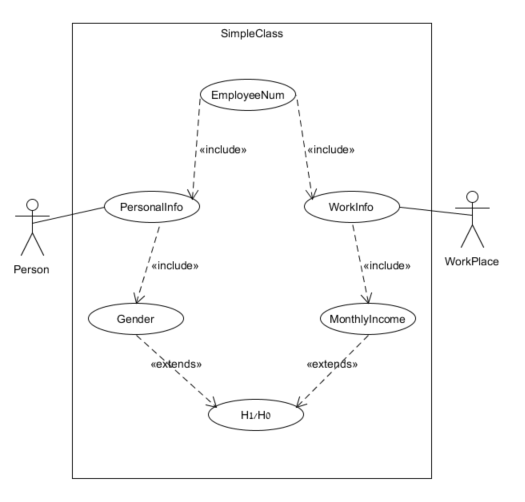 SimpleClass
EmployeeNum
«include» «include»
PersonalInfo WorkInfo
Person WorkPlace
«include» «include»
Gender MonthlyIncome
«extends» «extends»
H1/H0